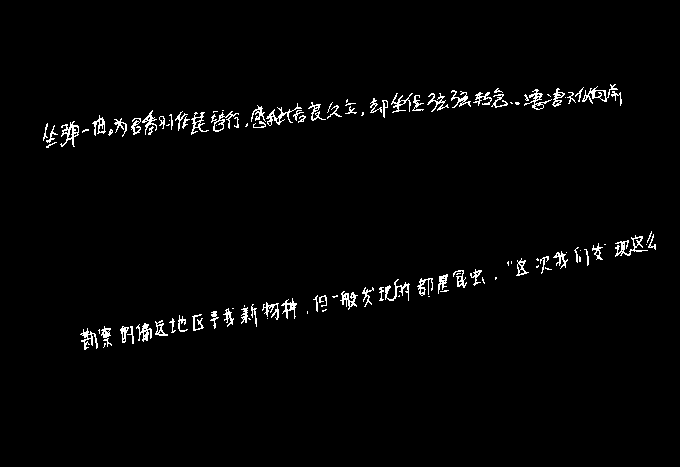 坐弹一曲。为君翻作琵琶行。感我此言良久立,却坐促弦弦转急。凄凄不似向前
勘察的偏远地区寻找新物种,但一般发现的都是昆虫。“这次我们发现这么